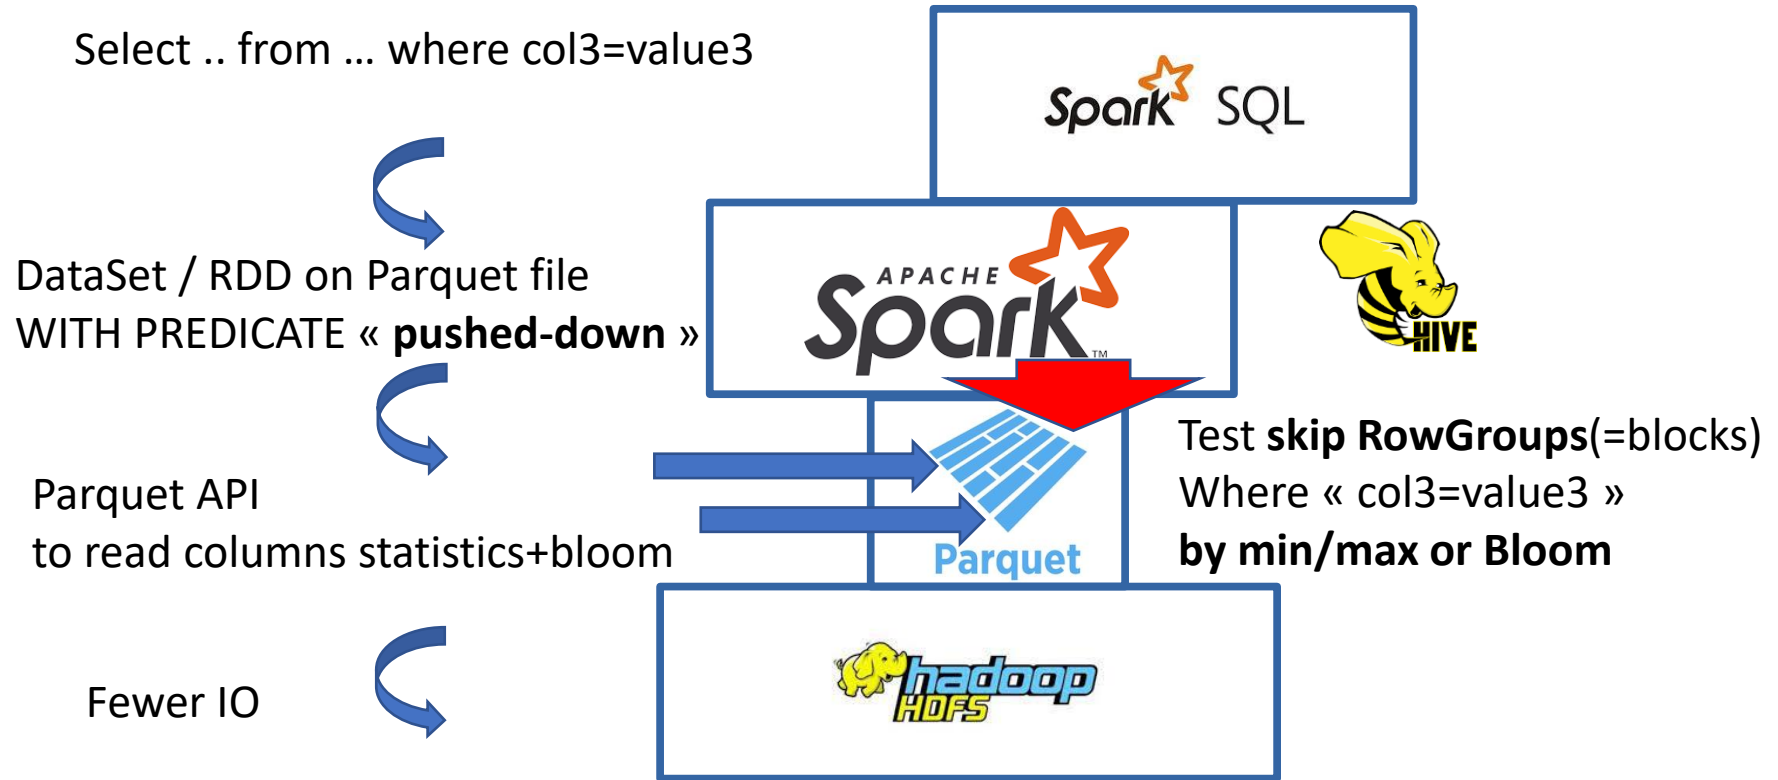 Select .. from … where col3=value3
Spark SQL
DataSet / RDD on Parquet file
WITH PREDICATE « pushed-down »
APACHE
Spark™
HIVE
Parquet API
to read columns statistics+bloom
Parquet
Test skip RowGroups(=blocks)
Where « col3=value3 »
by min/max or Bloom
Fewer IO
hadoop
HDFS